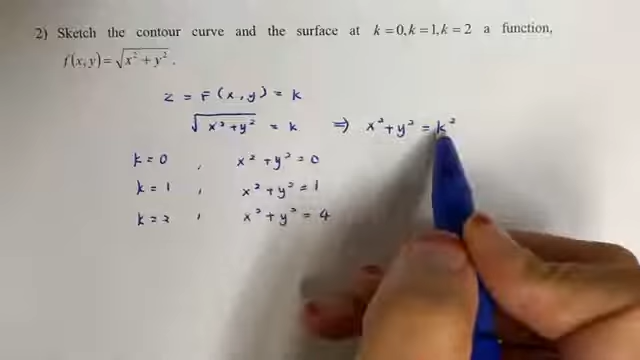 2) Sketch the contour curve and the surface at k = 0, k = 1, k = 2 a function,
f(x, y) = √(x² + y²).
z = F(x, y) = k
√(x² + y²) = k ⇒ x² + y² = k²
k = 0 , x² + y² = 0
k = 1 , x² + y² = 1
k = 2 , x² + y² = 4